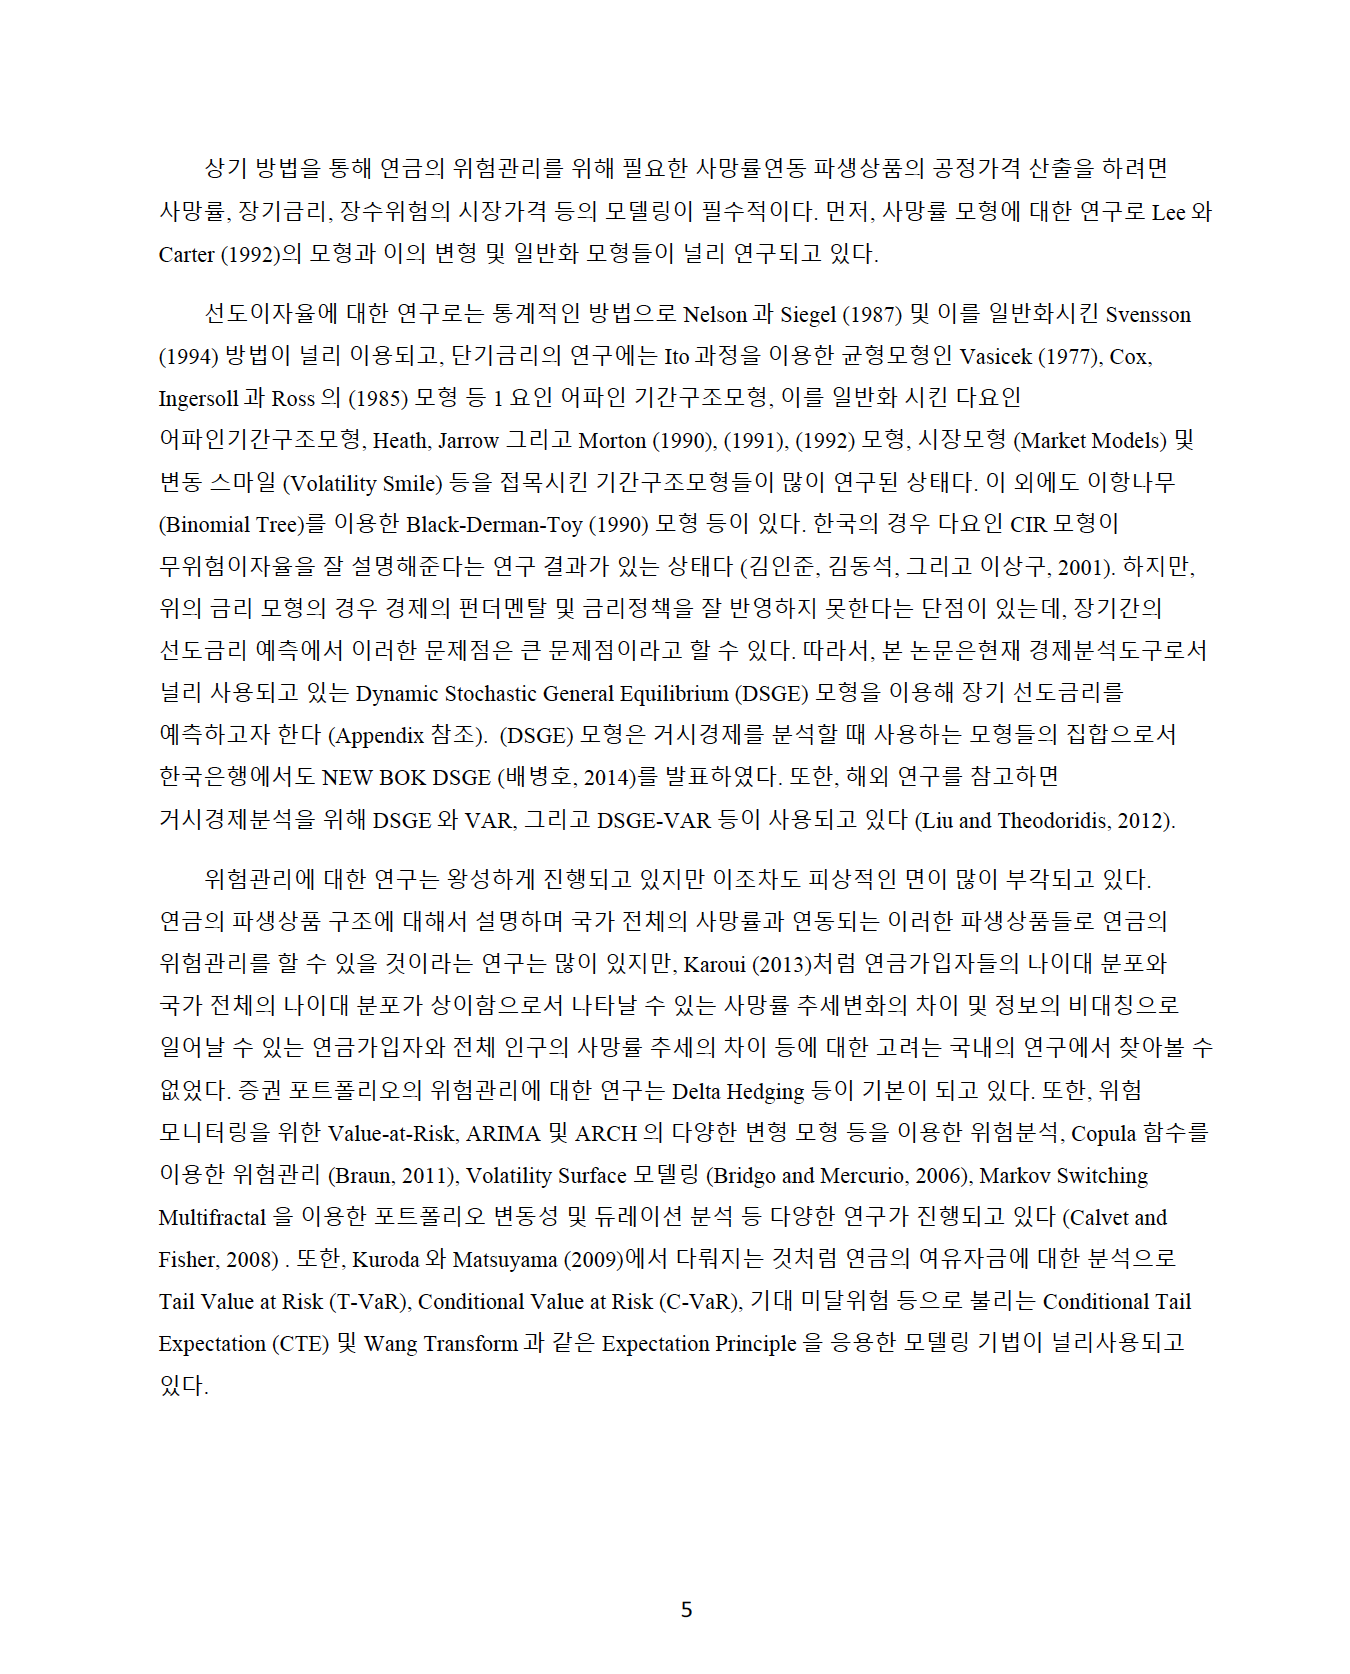 상기 방법을 통해 연금의 위험관리를 위해 필요한 사망률연동 파생상품의 공정가격 산출을 하려면
사망률, 장기금리, 장수위험의 시장가격 등의 모델링이 필수적이다. 먼저, 사망률 모형에 대한 연구로 Lee 와
Carter (1992)의 모형과 이의 변형 및 일반화 모형들이 널리 연구되고 있다.
선도이자율에 대한 연구로는 통계적인 방법으로 Nelson 과 Siegel (1987) 및 이를 일반화시킨 Svensson
(1994) 방법이 널리 이용되고, 단기금리의 연구에는 Ito 과정을 이용한 균형모형인 Vasicek (1977), Cox,
Ingersoll 과 Ross 의 (1985) 모형 등 1 요인 어파인 기간구조모형, 이를 일반화 시킨 다요인
어파인기간구조모형, Heath, Jarrow 그리고 Morton (1990), (1991), (1992) 모형, 시장모형 (Market Models) 및
변동 스마일 (Volatility Smile) 등을 접목시킨 기간구조모형들이 많이 연구된 상태다. 이 외에도 이항나무
(Binomial Tree)를 이용한 Black-Derman-Toy (1990) 모형 등이 있다. 한국의 경우 다요인 CIR 모형이
무위험이자율을 잘 설명해준다는 연구 결과가 있는 상태다 (김인준, 김동석, 그리고 이상구, 2001). 하지만,
위의 금리 모형의 경우 경제의 펀더멘탈 및 금리정책을 잘 반영하지 못한다는 단점이 있는데, 장기간의
선도금리 예측에서 이러한 문제점은 큰 문제점이라고 할 수 있다. 따라서, 본 논문은현재 경제분석도구로서
널리 사용되고 있는 Dynamic Stochastic General Equilibrium (DSGE) 모형을 이용해 장기 선도금리를
예측하고자 한다 (Appendix 참조).  (DSGE) 모형은 거시경제를 분석할 때 사용하는 모형들의 집합으로서
한국은행에서도 NEW BOK DSGE (배병호, 2014)를 발표하였다. 또한, 해외 연구를 참고하면
거시경제분석을 위해 DSGE 와 VAR, 그리고 DSGE-VAR 등이 사용되고 있다 (Liu and Theodoridis, 2012).
위험관리에 대한 연구는 왕성하게 진행되고 있지만 이조차도 피상적인 면이 많이 부각되고 있다.
연금의 파생상품 구조에 대해서 설명하며 국가 전체의 사망률과 연동되는 이러한 파생상품들로 연금의
위험관리를 할 수 있을 것이라는 연구는 많이 있지만, Karoui (2013)처럼 연금가입자들의 나이대 분포와
국가 전체의 나이대 분포가 상이함으로서 나타날 수 있는 사망률 추세변화의 차이 및 정보의 비대칭으로
일어날 수 있는 연금가입자와 전체 인구의 사망률 추세의 차이 등에 대한 고려는 국내의 연구에서 찾아볼 수
없었다. 증권 포트폴리오의 위험관리에 대한 연구는 Delta Hedging 등이 기본이 되고 있다. 또한, 위험
모니터링을 위한 Value-at-Risk, ARIMA 및 ARCH 의 다양한 변형 모형 등을 이용한 위험분석, Copula 함수를
이용한 위험관리 (Braun, 2011), Volatility Surface 모델링 (Bridgo and Mercurio, 2006), Markov Switching
Multifractal 을 이용한 포트폴리오 변동성 및 듀레이션 분석 등 다양한 연구가 진행되고 있다 (Calvet and
Fisher, 2008) . 또한, Kuroda 와 Matsuyama (2009)에서 다뤄지는 것처럼 연금의 여유자금에 대한 분석으로
Tail Value at Risk (T-VaR), Conditional Value at Risk (C-VaR), 기대 미달위험 등으로 불리는 Conditional Tail
Expectation (CTE) 및 Wang Transform 과 같은 Expectation Principle 을 응용한 모델링 기법이 널리사용되고
있다.
5